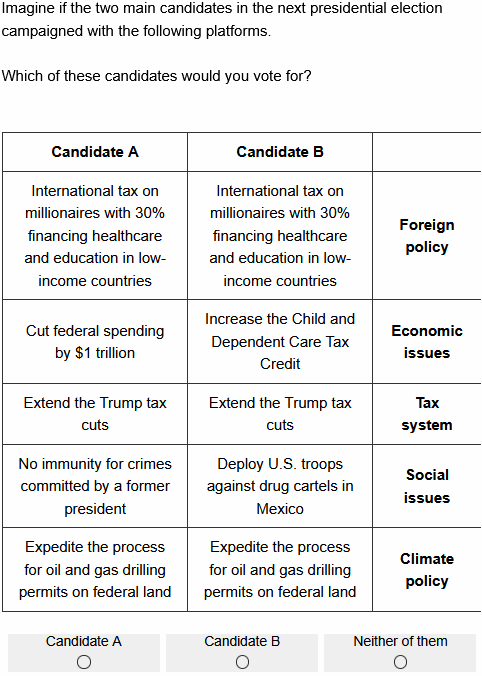 Imagine if the two main candidates in the next presidential election
campaigned with the following platforms.
Which of these candidates would you vote for?
Candidate A
Candidate B
International tax on
millionaires with 30%
financing healthcare
and education in low-
income countries
International tax on
millionaires with 30%
financing healthcare
and education in low-
income countries
Foreign
policy
Cut federal spending
by $1 trillion
Increase the Child and
Dependent Care Tax
Credit
Economic
issues
Extend the Trump tax
cuts
Extend the Trump tax
cuts
Tax
system
No immunity for crimes
committed by a former
president
Deploy U.S. troops
against drug cartels in
Mexico
Social
issues
Expedite the process
for oil and gas drilling
permits on federal land
Expedite the process
for oil and gas drilling
permits on federal land
Climate
policy
Candidate A
Candidate B
Neither of them